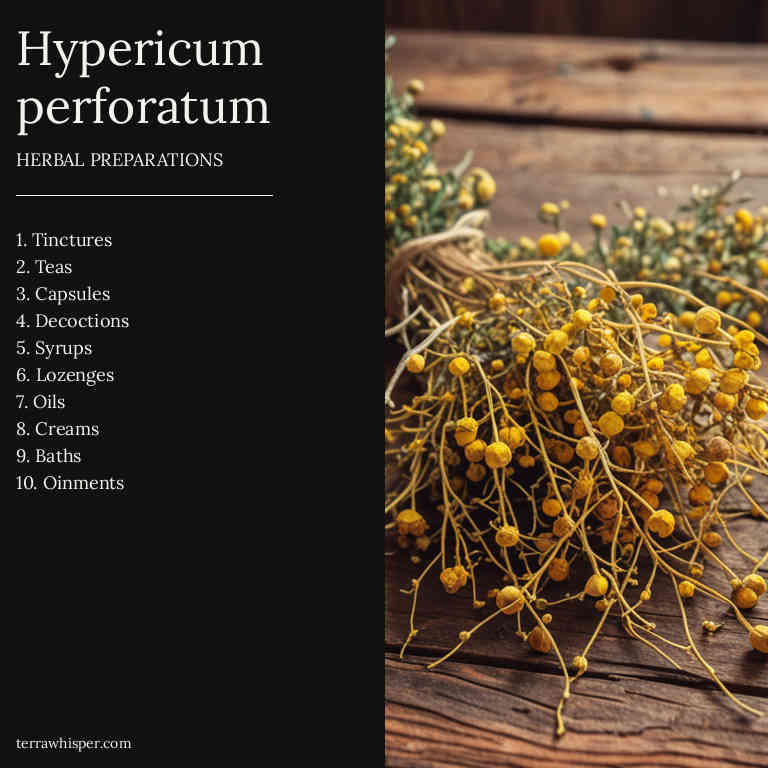 Hypericum
perforatum
HERBAL PREPARATIONS
1. Tinctures
2. Teas
3. Capsules
4. Decoctions
5. Syrups
6. Lozenges
7. Oils
8. Creams
9. Baths
10. Oinments
terrawhisper.com